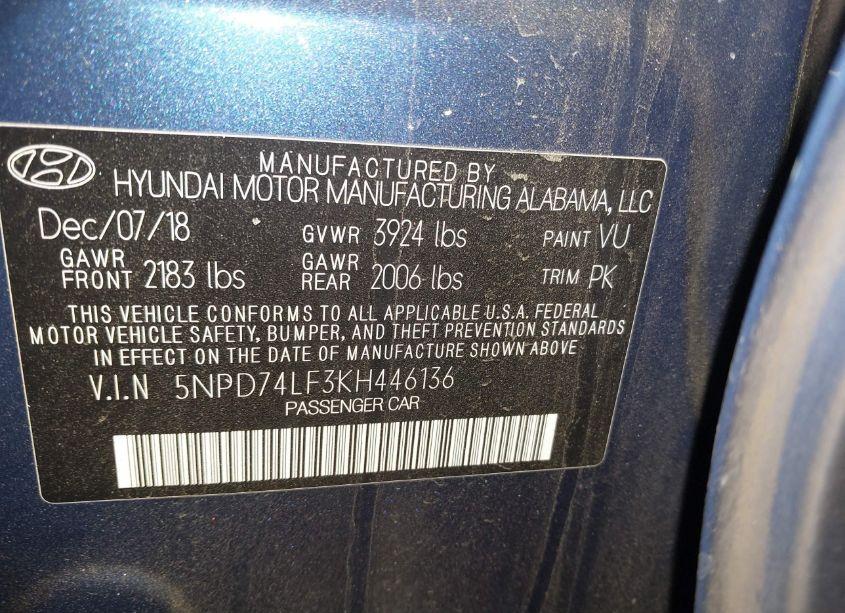 MANUFACTURED BY
HYUNDAI MOTOR MANUFACTURING ALABAMA, LLC
Dec/07/18 GVWR 3924 lbs PAINT VU
GAWR FRONT 2183 lbs GAWR REAR 2006 lbs TRIM PK
THIS VEHICLE CONFORMS TO ALL APPLICABLE U.S.A. FEDERAL
MOTOR VEHICLE SAFETY, BUMPER, AND THEFT PREVENTION STANDARDS
IN EFFECT ON THE DATE OF MANUFACTURE SHOWN ABOVE
V.I.N 5NPD74LF3KH446136
PASSENGER CAR